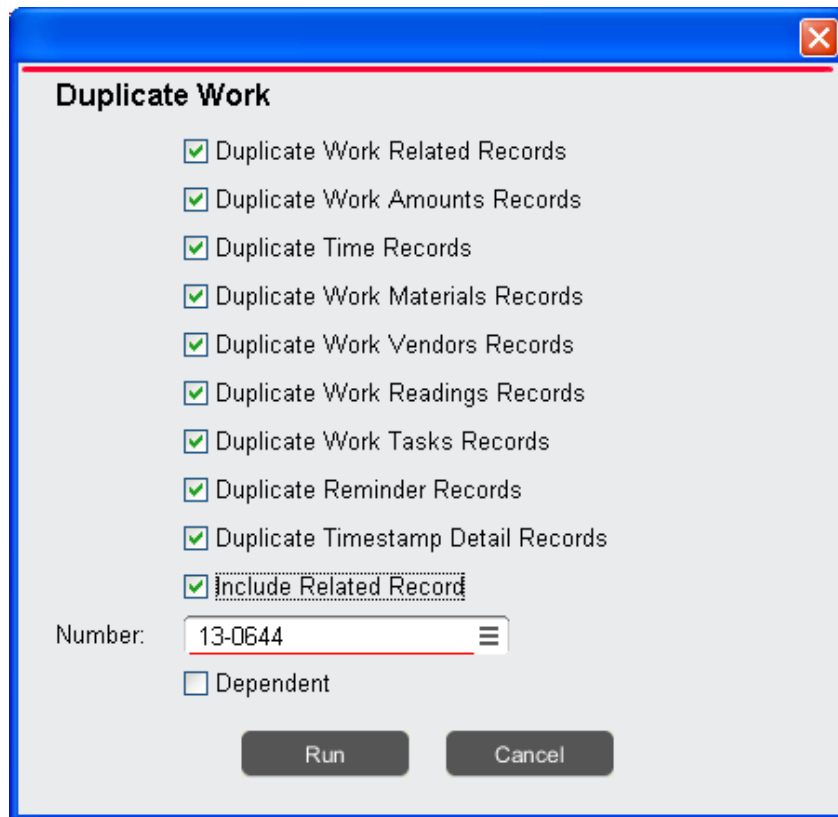 Duplicate Work
Duplicate Work Related Records
Duplicate Work Amounts Records
Duplicate Time Records
Duplicate Work Materials Records
Duplicate Work Vendors Records
Duplicate Work Readings Records
Duplicate Work Tasks Records
Duplicate Reminder Records
Duplicate Timestamp Detail Records
Include Related Record
Number: 13-0644
Dependent
Run Cancel